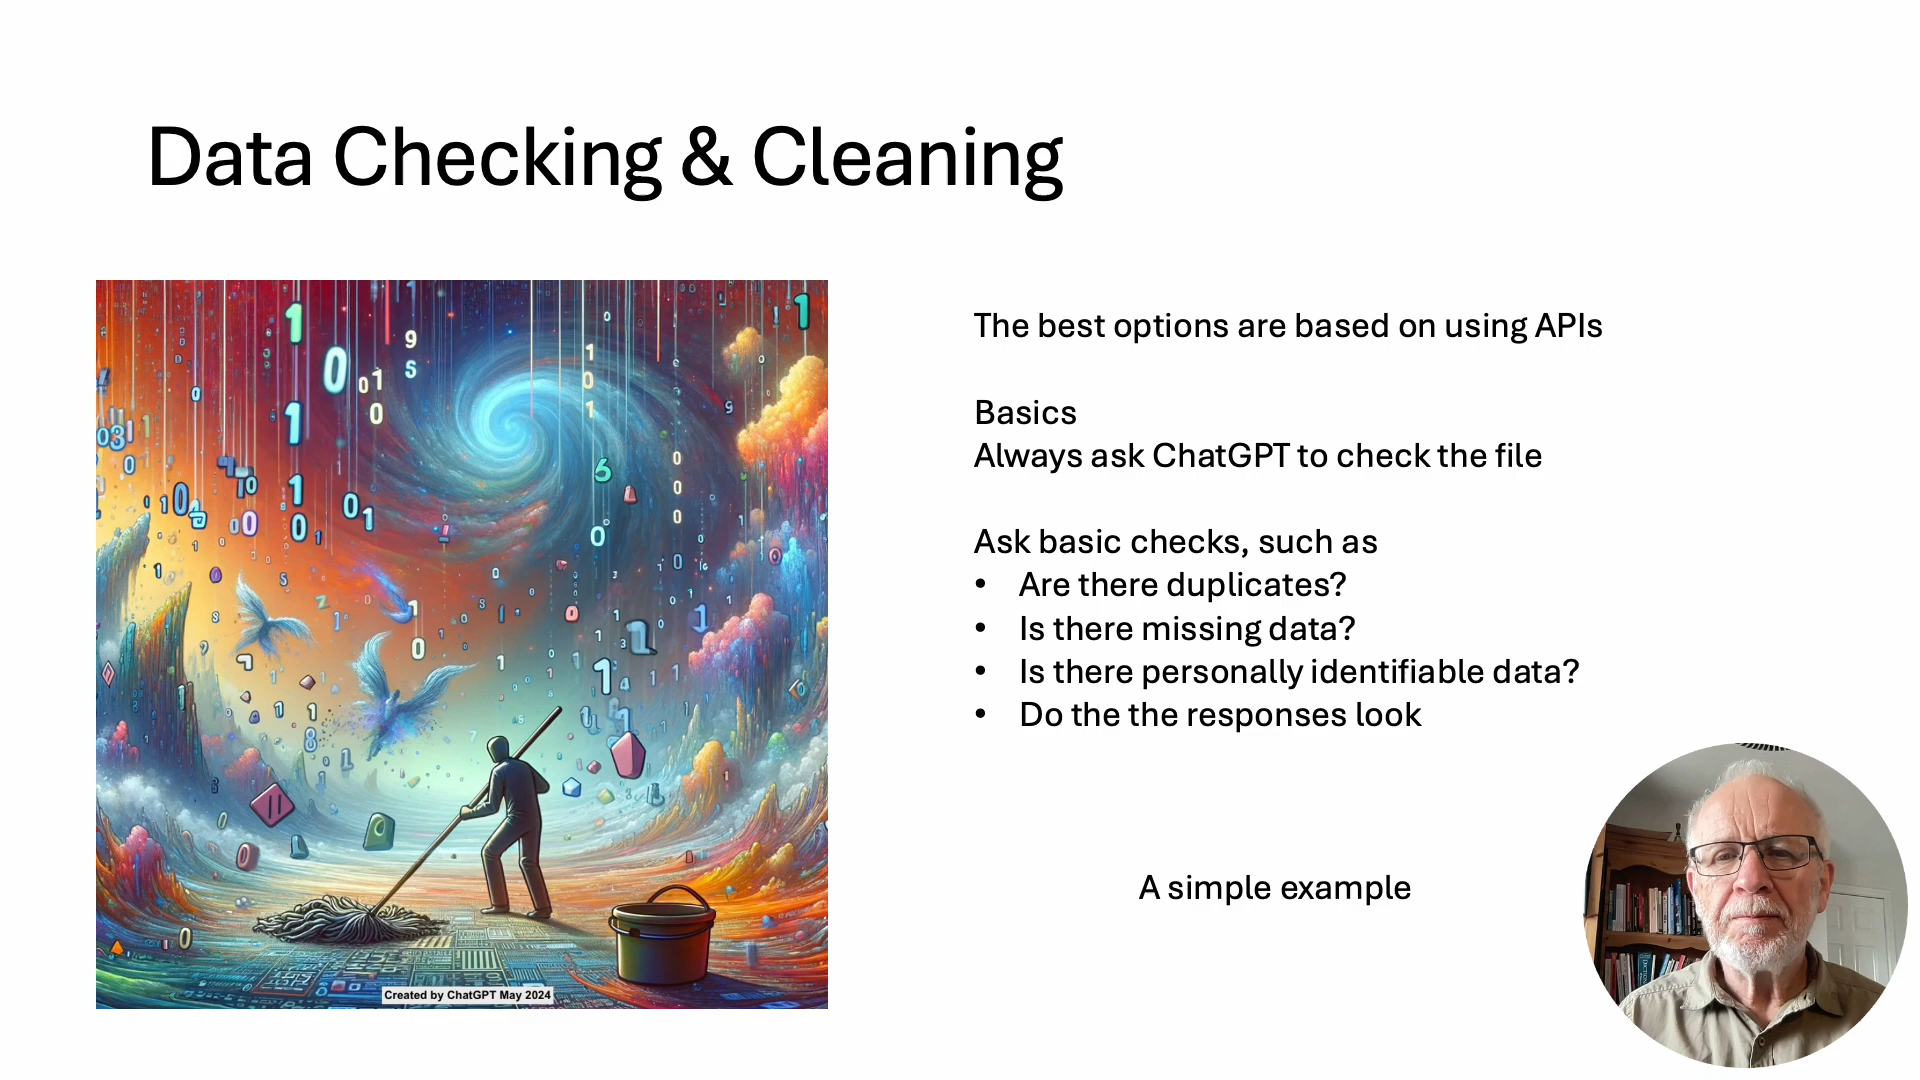 Data Checking & Cleaning
The best options are based on using APIs
Basics
Always ask ChatGPT to check the file
Ask basic checks, such as
• Are there duplicates?
• Is there missing data?
• Is there personally identifiable data?
• Do the the responses look
A simple example
Created by ChatGPT May 2024